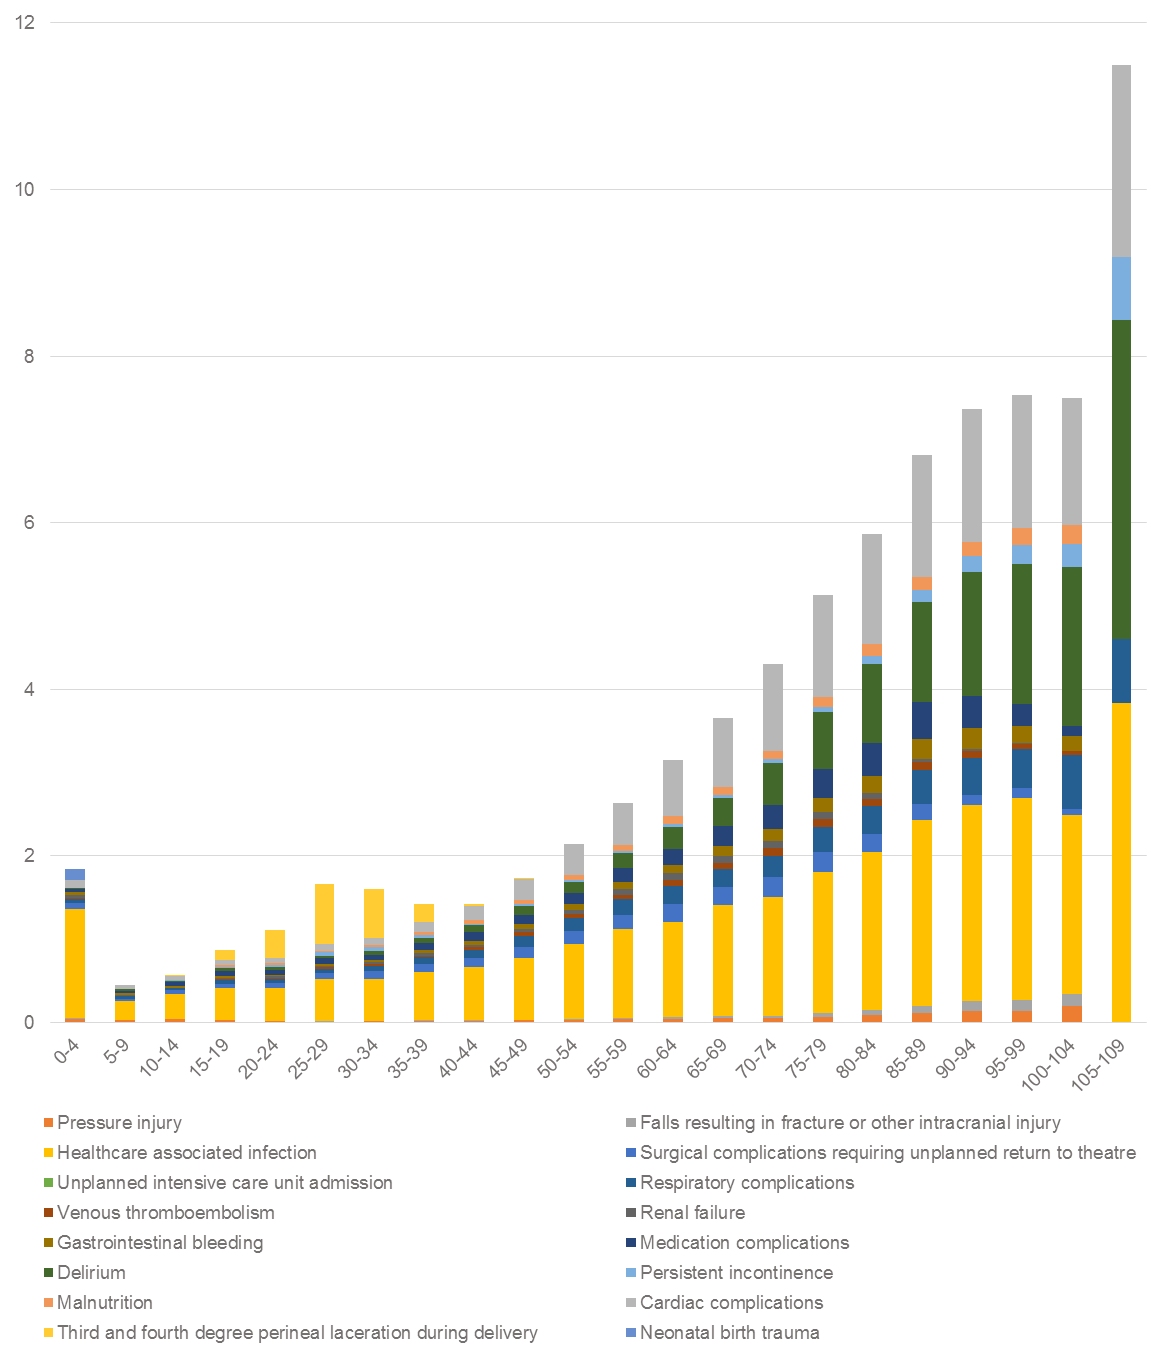 12
10
8
6
4
2
0
0-4
5-9
10-14
15-19
20-24
25-29
30-34
35-39
40-44
45-49
50-54
55-59
60-64
65-69
70-74
75-79
80-84
85-89
90-94
95-99
100-104
105-109
Pressure injury
Falls resulting in fracture or other intracranial injury
Healthcare associated infection
Surgical complications requiring unplanned return to theatre
Unplanned intensive care unit admission
Respiratory complications
Venous thromboembolism
Renal failure
Gastrointestinal bleeding
Medication complications
Delirium
Persistent incontinence
Malnutrition
Cardiac complications
Third and fourth degree perineal laceration during delivery
Neonatal birth trauma